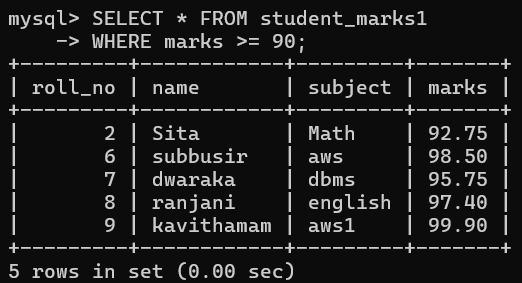 mysql> SELECT * FROM student_marks1
    -> WHERE marks >= 90;
+---------+-----------+---------+-------+
| roll_no | name      | subject | marks |
+---------+-----------+---------+-------+
|       2 | Sita      | Math    | 92.75 |
|       6 | subbusir  | aws     | 98.50 |
|       7 | dwaraka   | dbms    | 95.75 |
|       8 | ranjani   | english | 97.40 |
|       9 | kavithamam | aws1    | 99.90 |
+---------+-----------+---------+-------+
5 rows in set (0.00 sec)